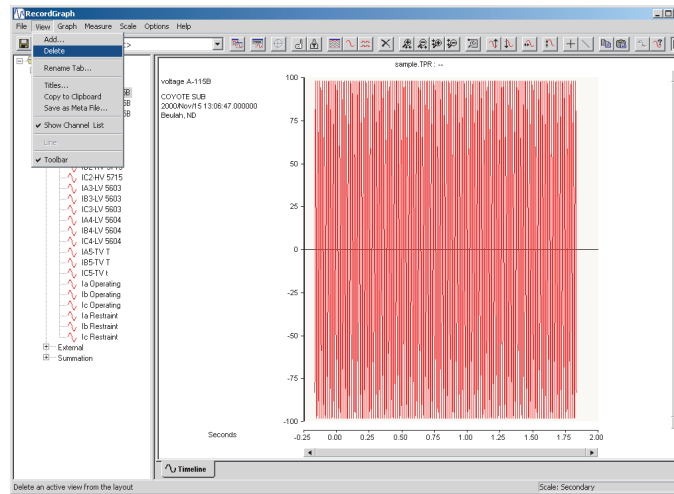 RecordGraph
File View Graph Measure Scale Options Help
Add...
Delete
Rename Tab...
Titles...
Copy to Clipboard
Save as Meta File...
Show Channel List
Line
Toolbar
IC2-HV 5715
IA3-LV 5603
IB3-LV 5603
IC3-LV 5603
IA4-LV 5604
IB4-LV 5604
IC4-LV 5604
IA5-TV T
IB5-TV T
IC5-TV t
Ia Operating
Ib Operating
Ic Operating
Ia Restraint
Ib Restraint
Ic Restraint
External
Summation
sample.TPR : --
voltage A-115B
COYOTE SUB
2000/Nov/15 13:06:47.000000
Beulah, ND
100
75
50
25
0
-25
-50
-75
-100
Seconds
-0.25 0.00 0.25 0.50 0.75 1.00 1.25 1.50 1.75 2.00
Timeline
Delete an active view from the layout
Scale: Secondary